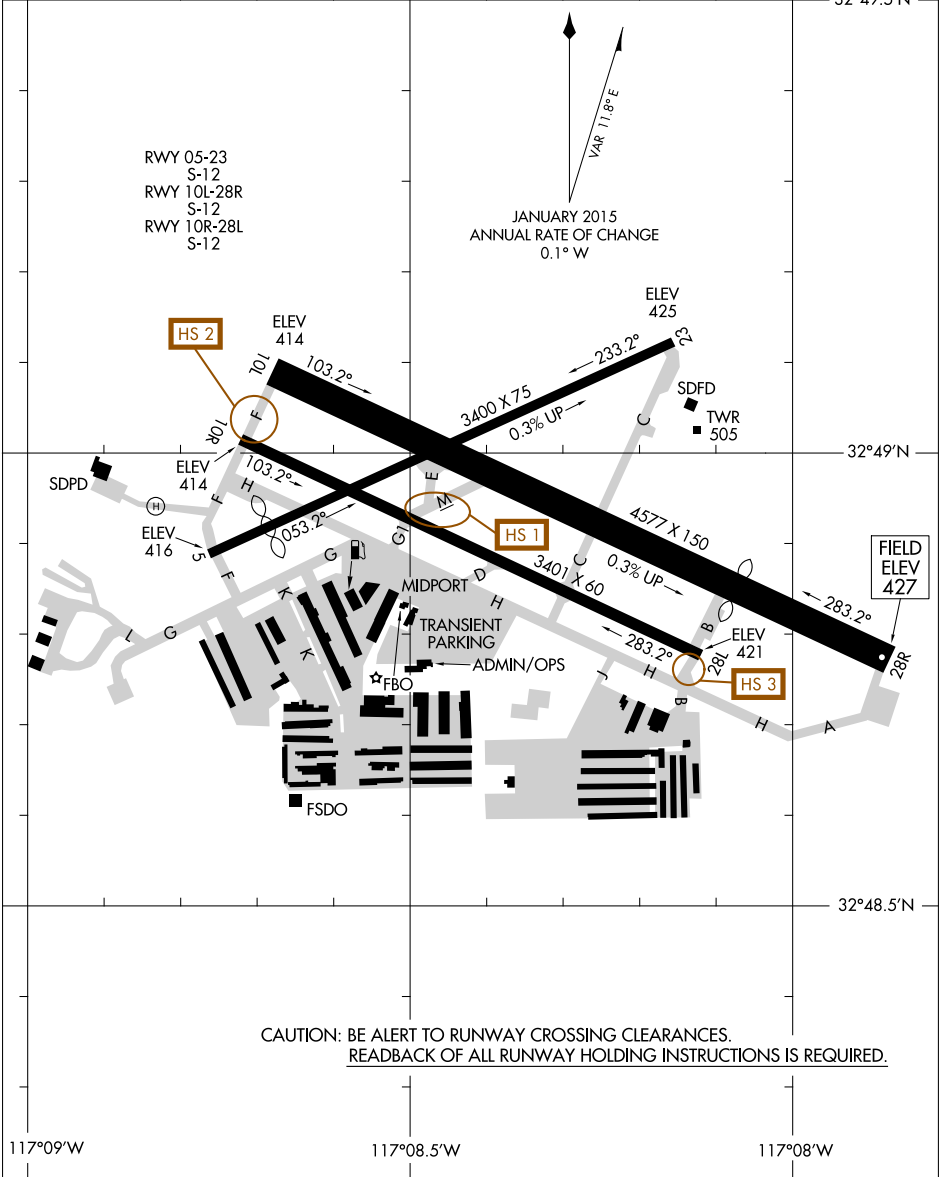 32°49.5'N
VAR 11.8° E
RWY 05-23
S-12
RWY 10L-28R
S-12
RWY 10R-28L
S-12
JANUARY 2015
ANNUAL RATE OF CHANGE
0.1° W
ELEV
425
HS 2
ELEV
414
10L
103.2°
233.2°
23
3400 X 75
0.3% UP
C
SDFD
TWR
505
F
10R
32°49'N
ELEV
414
103.2°
SDPD
H
F
H
E
M
HS 1
4577 X 150
ELEV
416
5
053.2°
G1
G
F
K
D
C
3401 X 60
0.3% UP
FIELD
ELEV
427
MIDPORT
H
283.2°
L
G
K
TRANSIENT
PARKING
283.2°
B
ELEV
421
28L
28R
ADMIN/OPS
FBO
J
H
HS 3
B
H
A
FSDO
32°48.5'N
CAUTION: BE ALERT TO RUNWAY CROSSING CLEARANCES.
READBACK OF ALL RUNWAY HOLDING INSTRUCTIONS IS REQUIRED.
117°09'W
117°08.5'W
117°08'W